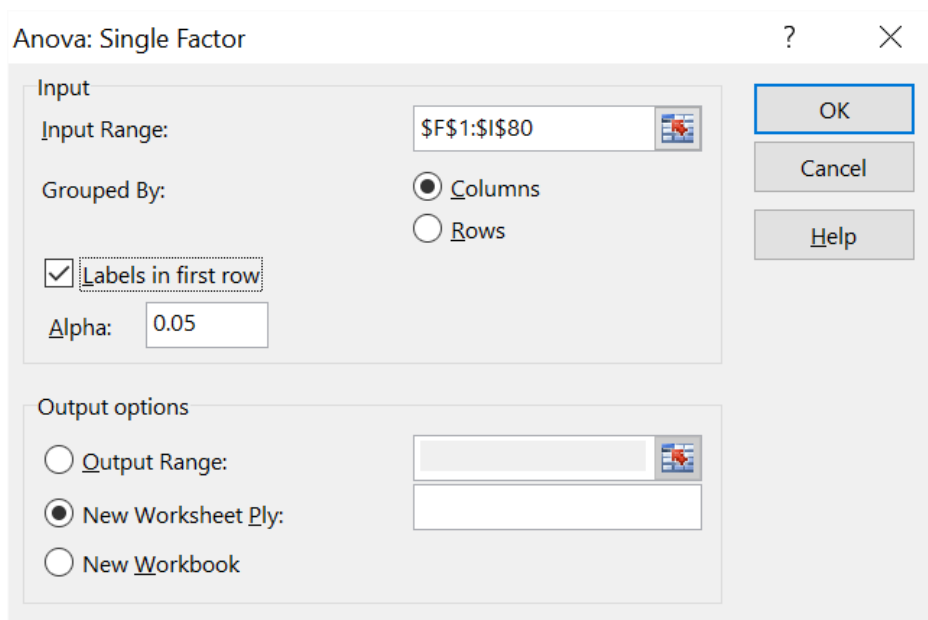 Anova: Single Factor ?
Input
Input Range: $F$1:$I$80
Grouped By: Columns
Rows
Labels in first row
Alpha: 0.05
OK
Cancel
Help
Output options
Output Range:
New Worksheet Ply:
New Workbook